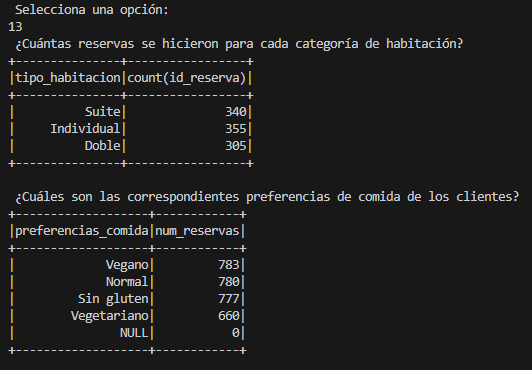 Selecciona una opción:
13
¿Cuántas reservas se hicieron para cada categoría de habitación?
+---------------+-----------------+
|tipo_habitacion|count(id_reserva)|
+---------------+-----------------+
|          Suite|              340|
|     Individual|              355|
|          Doble|              305|
+---------------+-----------------+
¿Cuáles son las correspondientes preferencias de comida de los clientes?
+-------------------+------------+
|preferencias_comida|num_reservas|
+-------------------+------------+
|             Vegano|         783|
|             Normal|         780|
|         Sin gluten|         777|
|        Vegetariano|         660|
|               NULL|           0|
+-------------------+------------+